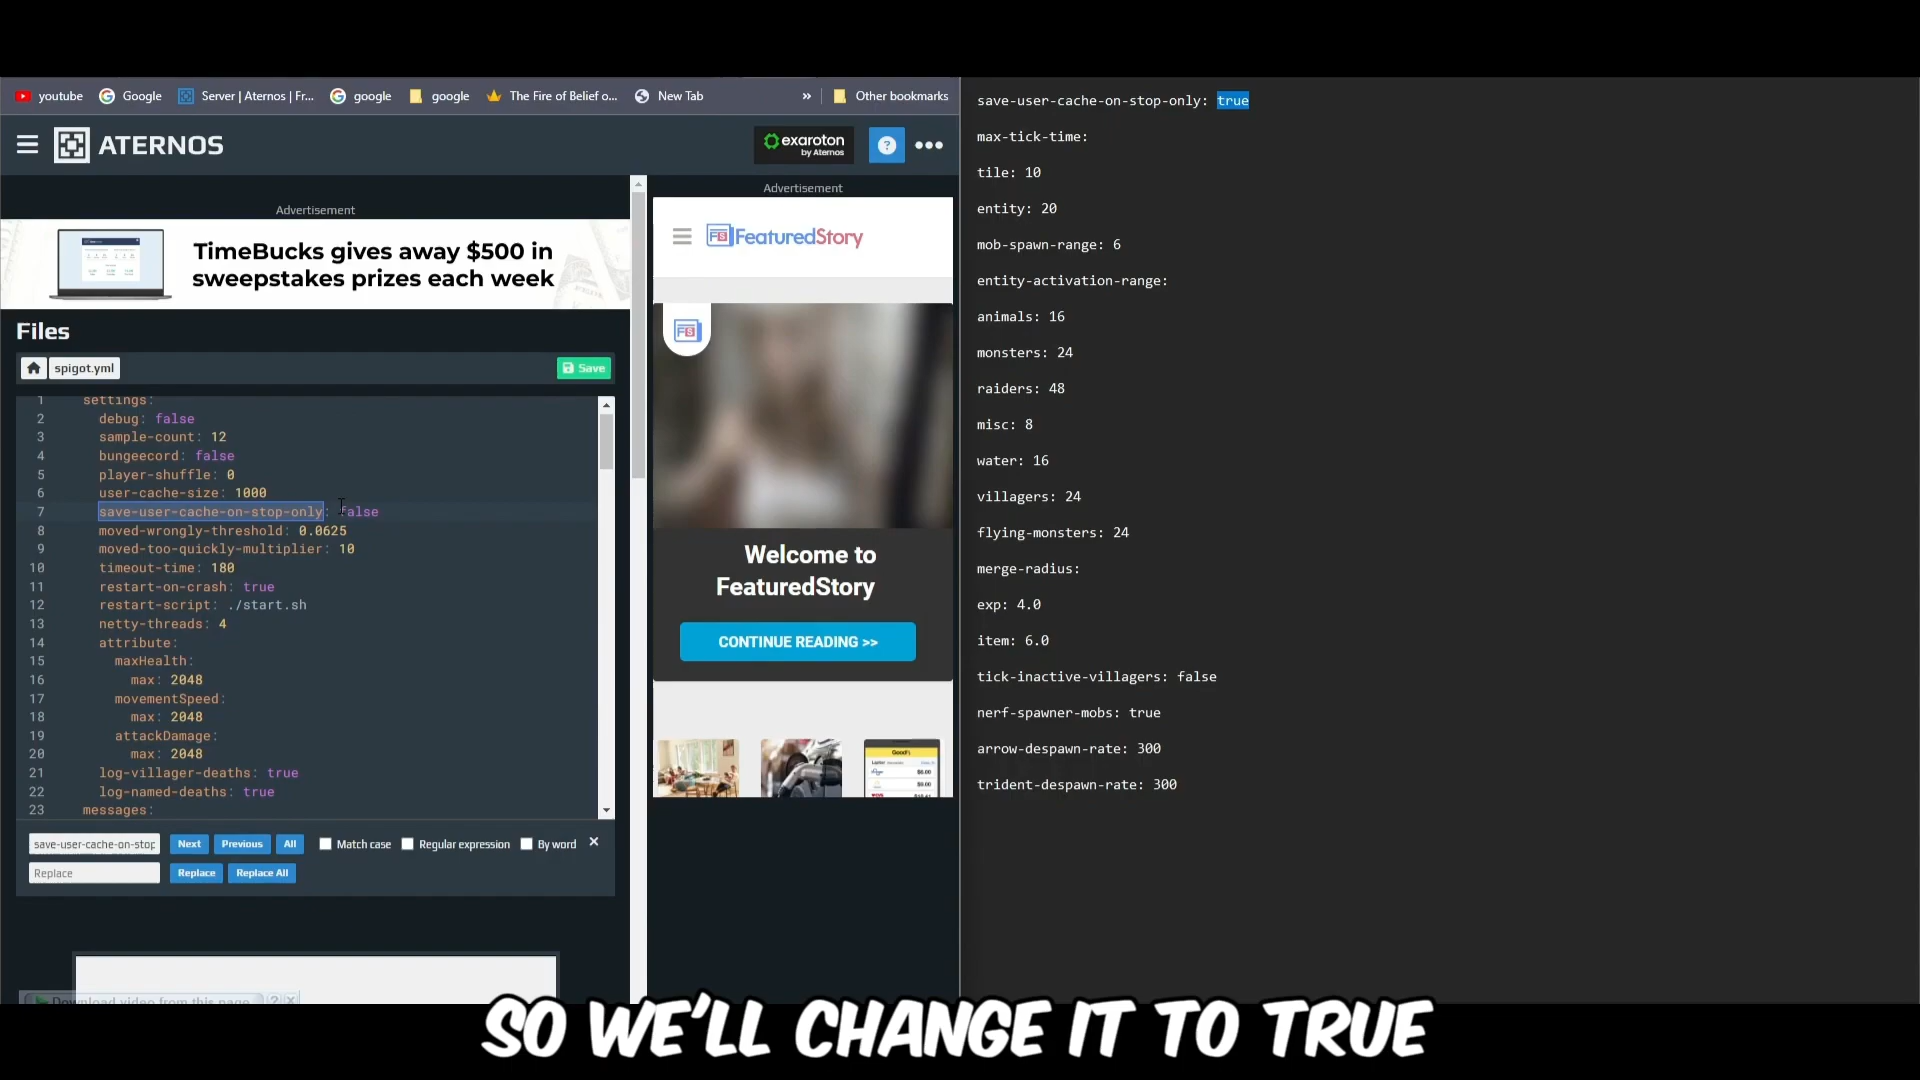 youtube
Google
Server | Aternos | Fr...
google
google
The Fire of Belief o...
New Tab
»
Other bookmarks
ATERNOS
exaroton
by Aternos
?
Advertisement
TimeBucks gives away $500 in
sweepstakes prizes each week
Files
spigot.yml
Save
1 settings:
2 debug: false
3 sample-count: 12
4 bungeecord: false
5 player-shuffle: 0
6 user-cache-size: 1000
7 save-user-cache-on-stop-only: false
8 moved-wrongly-threshold: 0.0625
9 moved-too-quickly-multiplier: 10
10 timeout-time: 180
11 restart-on-crash: true
12 restart-script: ./start.sh
13 netty-threads: 4
14 attribute:
15 maxHealth:
16 max: 2048
17 movementSpeed:
18 max: 2048
19 attackDamage:
20 max: 2048
21 log-villager-deaths: true
22 log-named-deaths: true
23 messages:
save-user-cache-on-stop
Next
Previous
All
Match case
Regular expression
By word
Replace
Replace
Replace All
Download video from this page
?
Advertisement
FS FeaturedStory
FS
Welcome to
FeaturedStory
CONTINUE READING >>
save-user-cache-on-stop-only: true
max-tick-time:
tile: 10
entity: 20
mob-spawn-range: 6
entity-activation-range:
animals: 16
monsters: 24
raiders: 48
misc: 8
water: 16
villagers: 24
flying-monsters: 24
merge-radius:
exp: 4.0
item: 6.0
tick-inactive-villagers: false
nerf-spawner-mobs: true
arrow-despawn-rate: 300
trident-despawn-rate: 300
SO WE'LL CHANGE IT TO TRUE